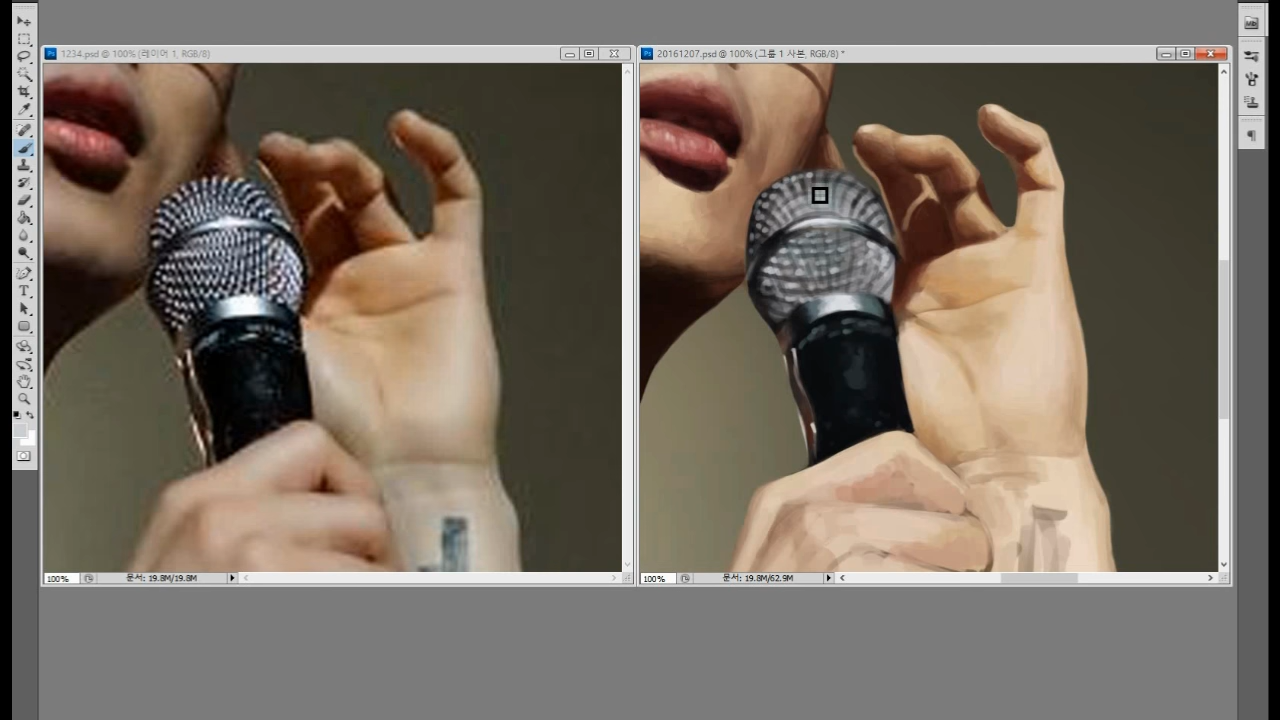 1234.psd @ 100% (레이어 1, RGB/8)
20161207.psd @ 100% (그룹 1 사본, RGB/8) *
100%
문서: 19.8M/19.8M
100%
문서: 19.8M/62.9M